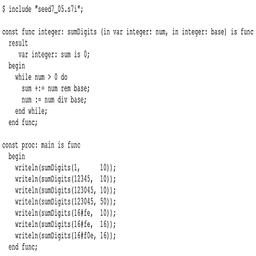 $ include "seed7_05.s7i";

const func integer: sumDigits (in var integer: num, in integer: base) is func
  result
    var integer: sum is 0;
  begin
    while num > 0 do
      sum +:= num rem base;
      num := num div base;
    end while;
  end func;

const proc: main is func
  begin
    writeln(sumDigits(1,      10));
    writeln(sumDigits(12345,  10));
    writeln(sumDigits(123045, 10));
    writeln(sumDigits(123045, 50));
    writeln(sumDigits(16#fe,  10));
    writeln(sumDigits(16#fe,  16));
    writeln(sumDigits(16#f0e, 16));
  end func;